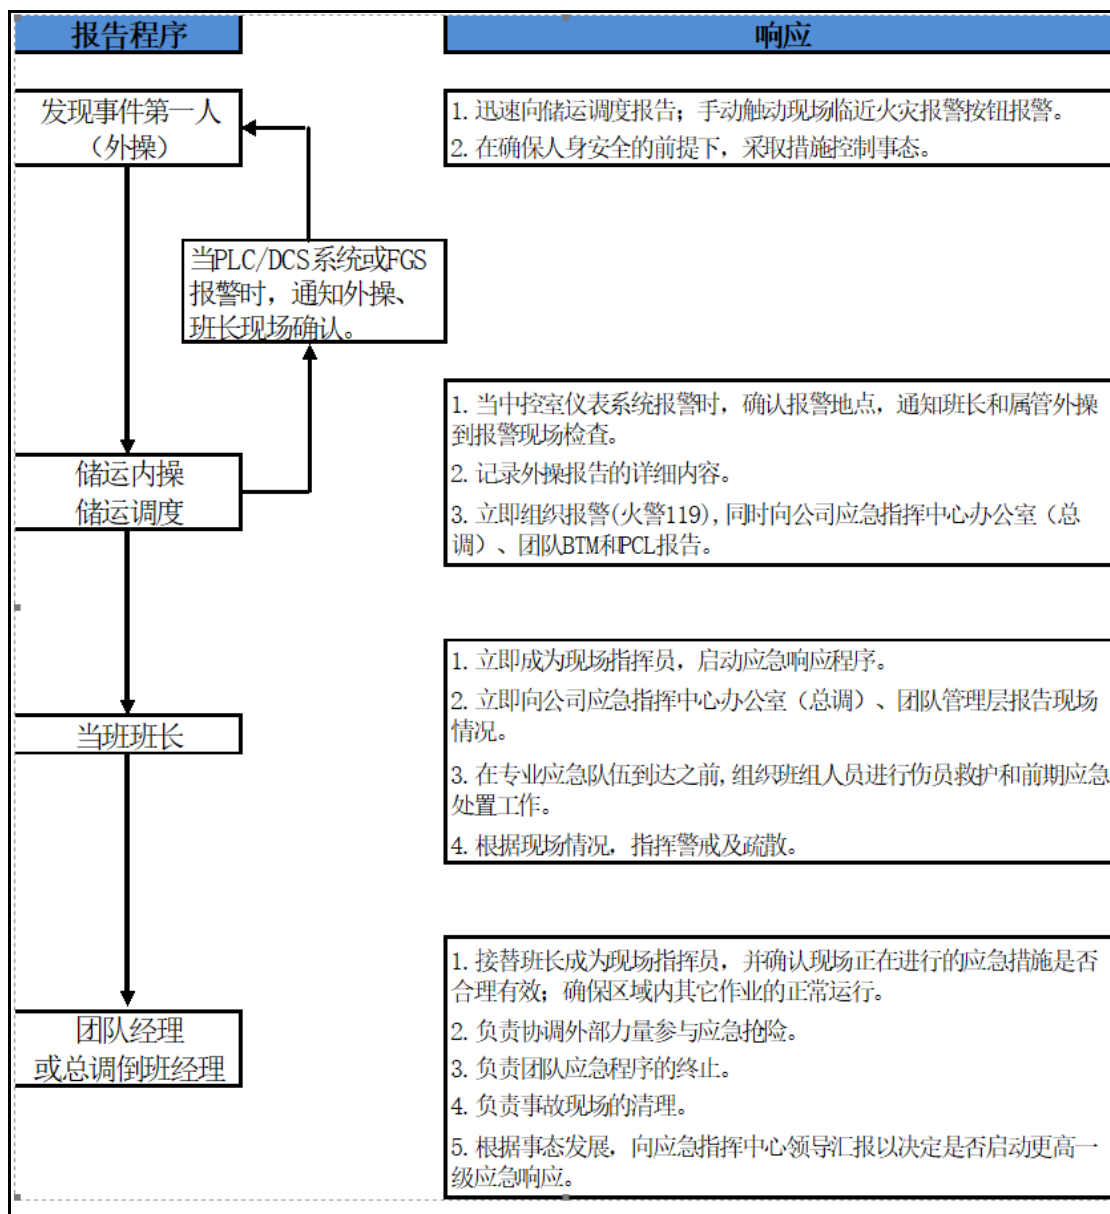 报告程序
响应
发现事件第一人
（外操）
1. 迅速向储运调度报告；手动触动现场临近火灾报警按钮报警。
2. 在确保人身安全的前提下，采取措施控制事态。
当PLC/DCS系统或FGS
报警时，通知外操、
班长现场确认。
储运内操
储运调度
1. 当中控室仪表系统报警时，确认报警地点，通知班长和属管外操
到报警现场检查。
2. 记录外操报告的详细内容。
3. 立即组织报警(火警119),同时向公司应急指挥中心办公室（总
调）、团队BTM和PCL报告。
当班班长
1. 立即成为现场指挥员，启动应急响应程序。
2. 立即向公司应急指挥中心办公室（总调）、团队管理层报告现场
情况。
3. 在专业应急队伍到达之前,组织班组人员进行伤员救护和前期应急
处置工作。
4. 根据现场情况，指挥警戒及疏散。
团队经理
或总调倒班经理
1. 接替班长成为现场指挥员，并确认现场正在进行的应急措施是否
合理有效；确保区域内其它作业的正常运行。
2. 负责协调外部力量参与应急抢险。
3. 负责团队应急程序的终止。
4. 负责事故现场的清理。
5. 根据事态发展，向应急指挥中心领导汇报以决定是否启动更高一
级应急响应。